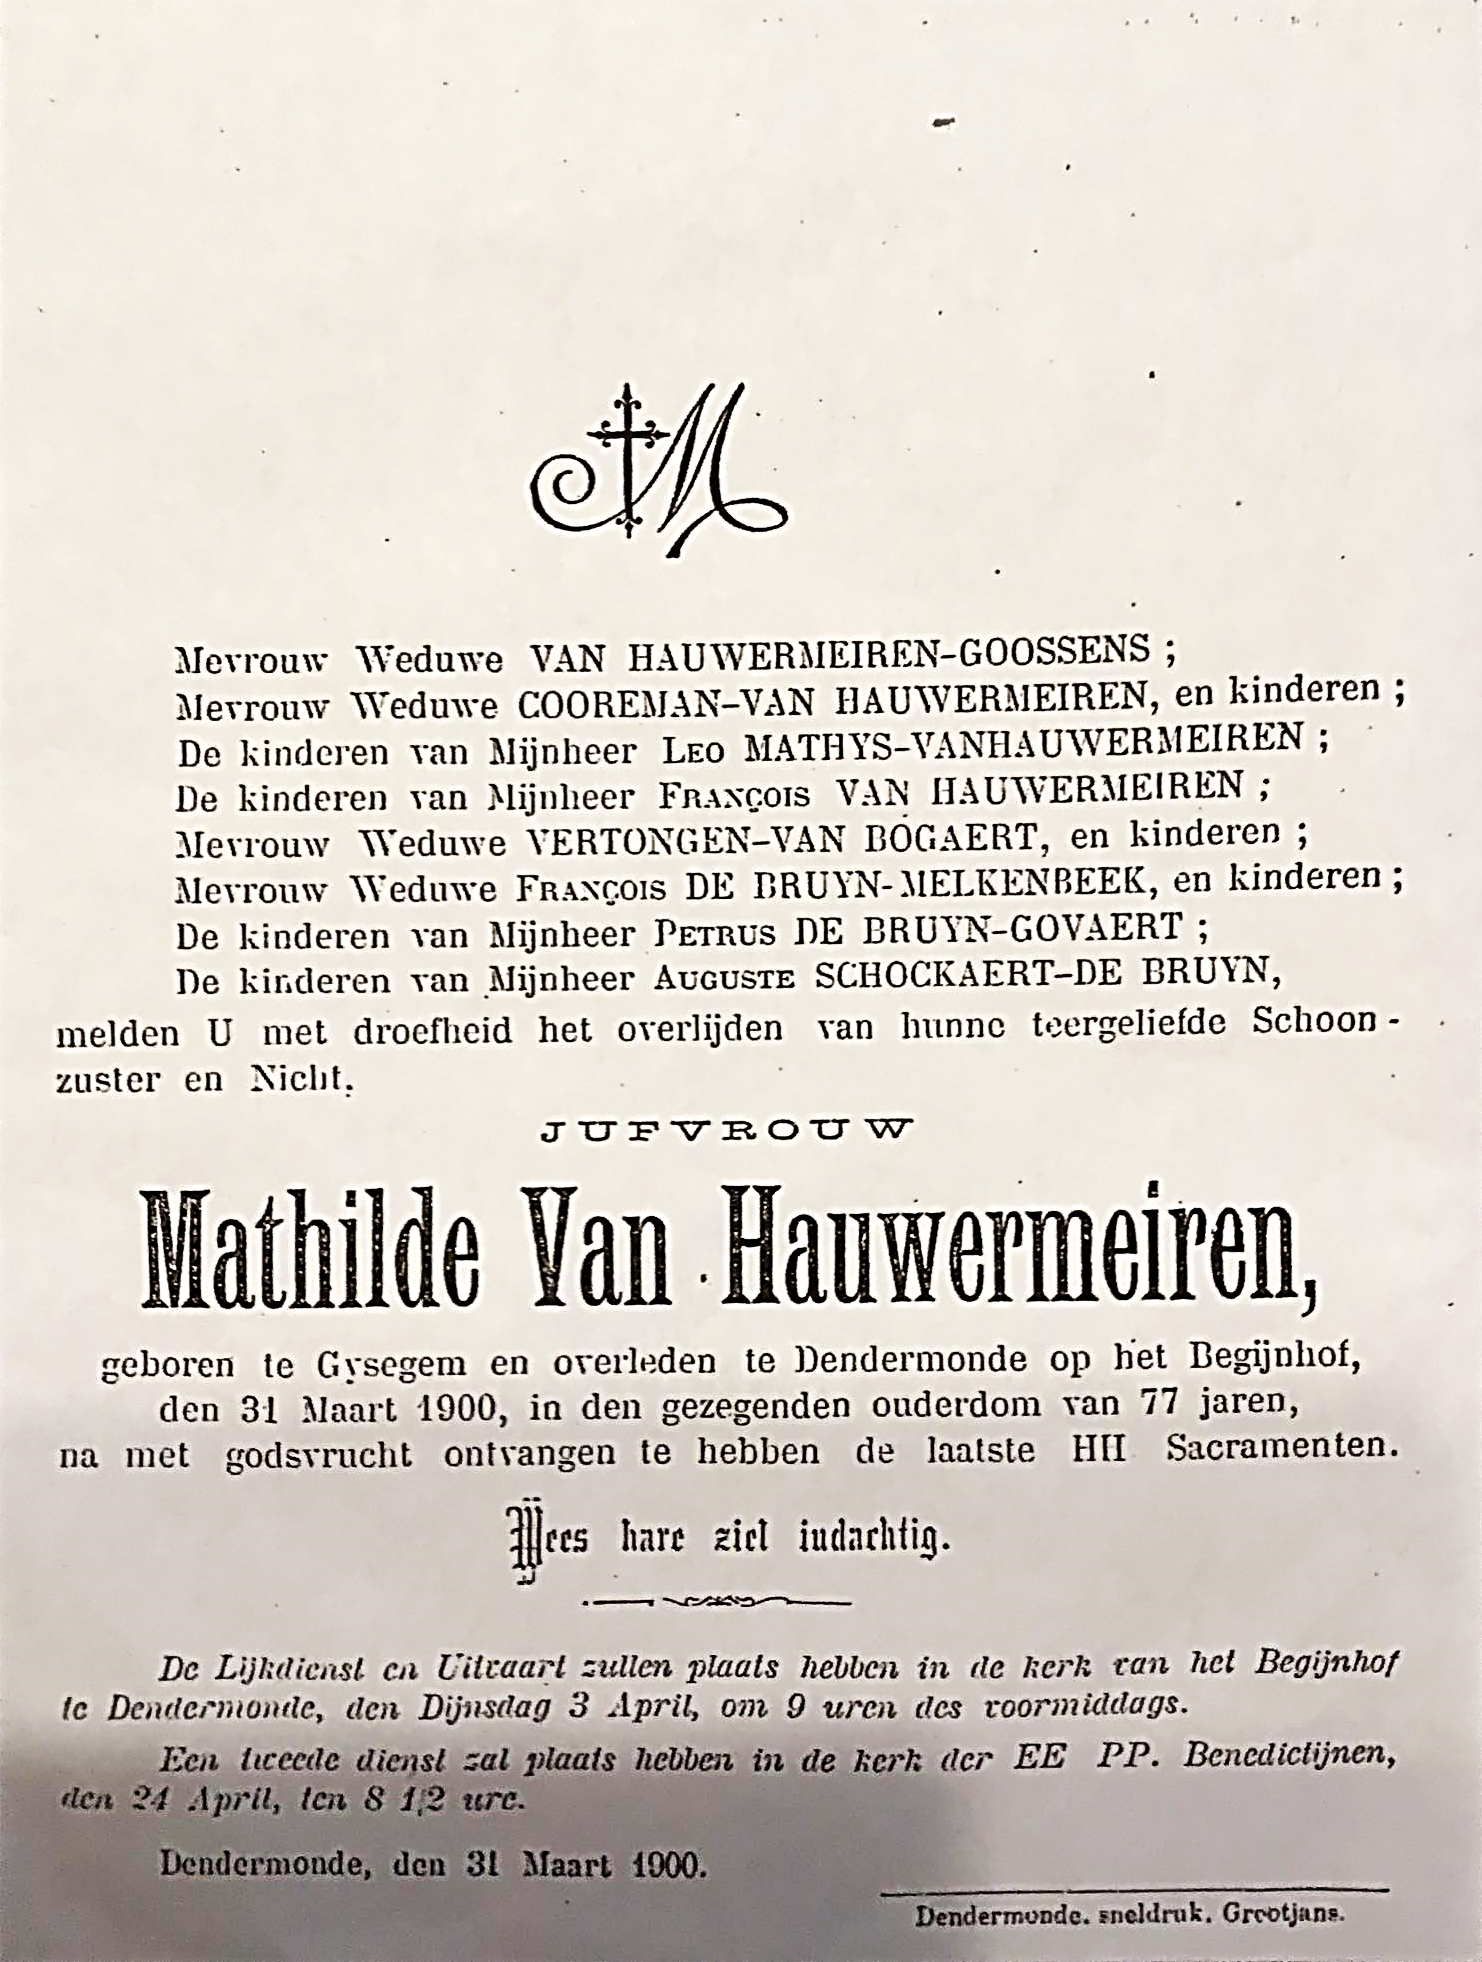 M
Mevrouw Weduwe VAN HAUWERMEIREN-GOOSSENS ;
Mevrouw Weduwe COOREMAN-VAN HAUWERMEIREN, en kinderen ;
De kinderen van Mijnheer LEO MATHYS-VANHAUWERMEIREN ;
De kinderen van Mijnheer FRANÇOIS VAN HAUWERMEIREN ;
Mevrouw Weduwe VERTONGEN-VAN BOGAERT, en kinderen ;
Mevrouw Weduwe FRANÇOIS DE BRUYN-MELKENBEEK, en kinderen ;
De kinderen van Mijnheer PETRUS DE BRUYN-GOVAERT ;
De kinderen van Mijnheer AUGUSTE SCHOCKAERT-DE BRUYN,
melden U met droefheid het overlijden van hunne teergeliefde Schoon-
zuster en Nicht.
JUFVROUW
Mathilde Van Hauwermeiren,
geboren te Gysegem en overleden te Dendermonde op het Begijnhof,
den 31 Maart 1900, in den gezegenden ouderdom van 77 jaren,
na met godsvrucht ontvangen te hebben de laatste HH Sacramenten.
Wees hare ziel indachtig.
De Lijkdienst en Uitvaart zullen plaats hebben in de kerk van het Begijnhof
te Dendermonde, den Dijnsdag 3 April, om 9 uren des voormiddags.
Een tweede dienst zal plaats hebben in de kerk der EE PP. Benedictijnen,
den 24 April, ten 8 1/2 ure.
Dendermonde, den 31 Maart 1900.
Dendermonde. sneldruk. Grootjans.